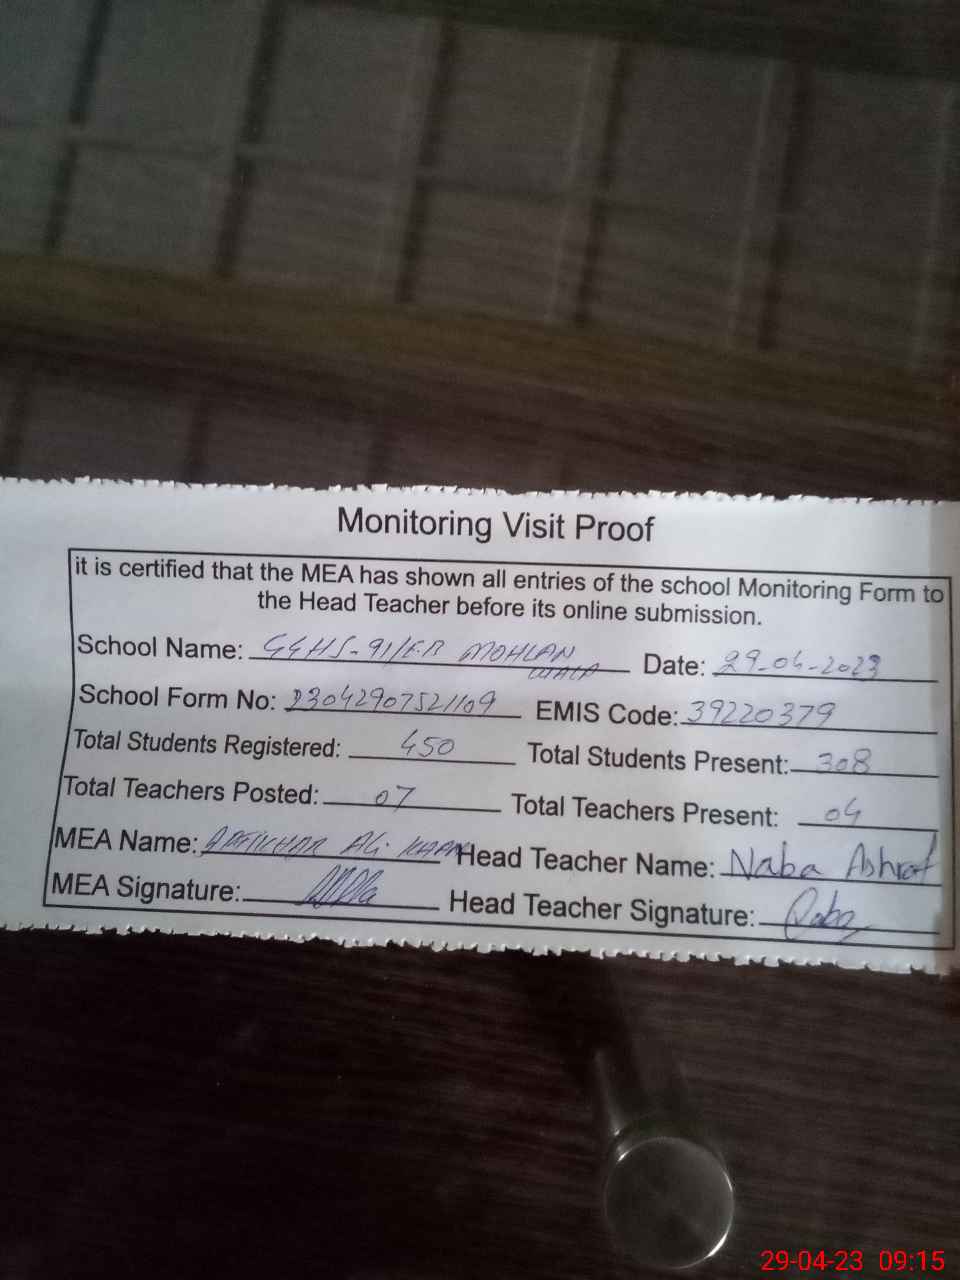 Monitoring Visit Proof
it is certified that the MEA has shown all entries of the school Monitoring Form to
the Head Teacher before its online submission.
School Name: GGHS-91/EB MOHLAN WALA Date: 29-04-2023
School Form No: 23042907521109 EMIS Code: 39220379
Total Students Registered: 450 Total Students Present: 308
Total Teachers Posted: 07 Total Teachers Present: 04
MEA Name: IFTIKHAR ALI KHAN Head Teacher Name: Naba Ashraf
MEA Signature: Head Teacher Signature:
29-04-23 09:15